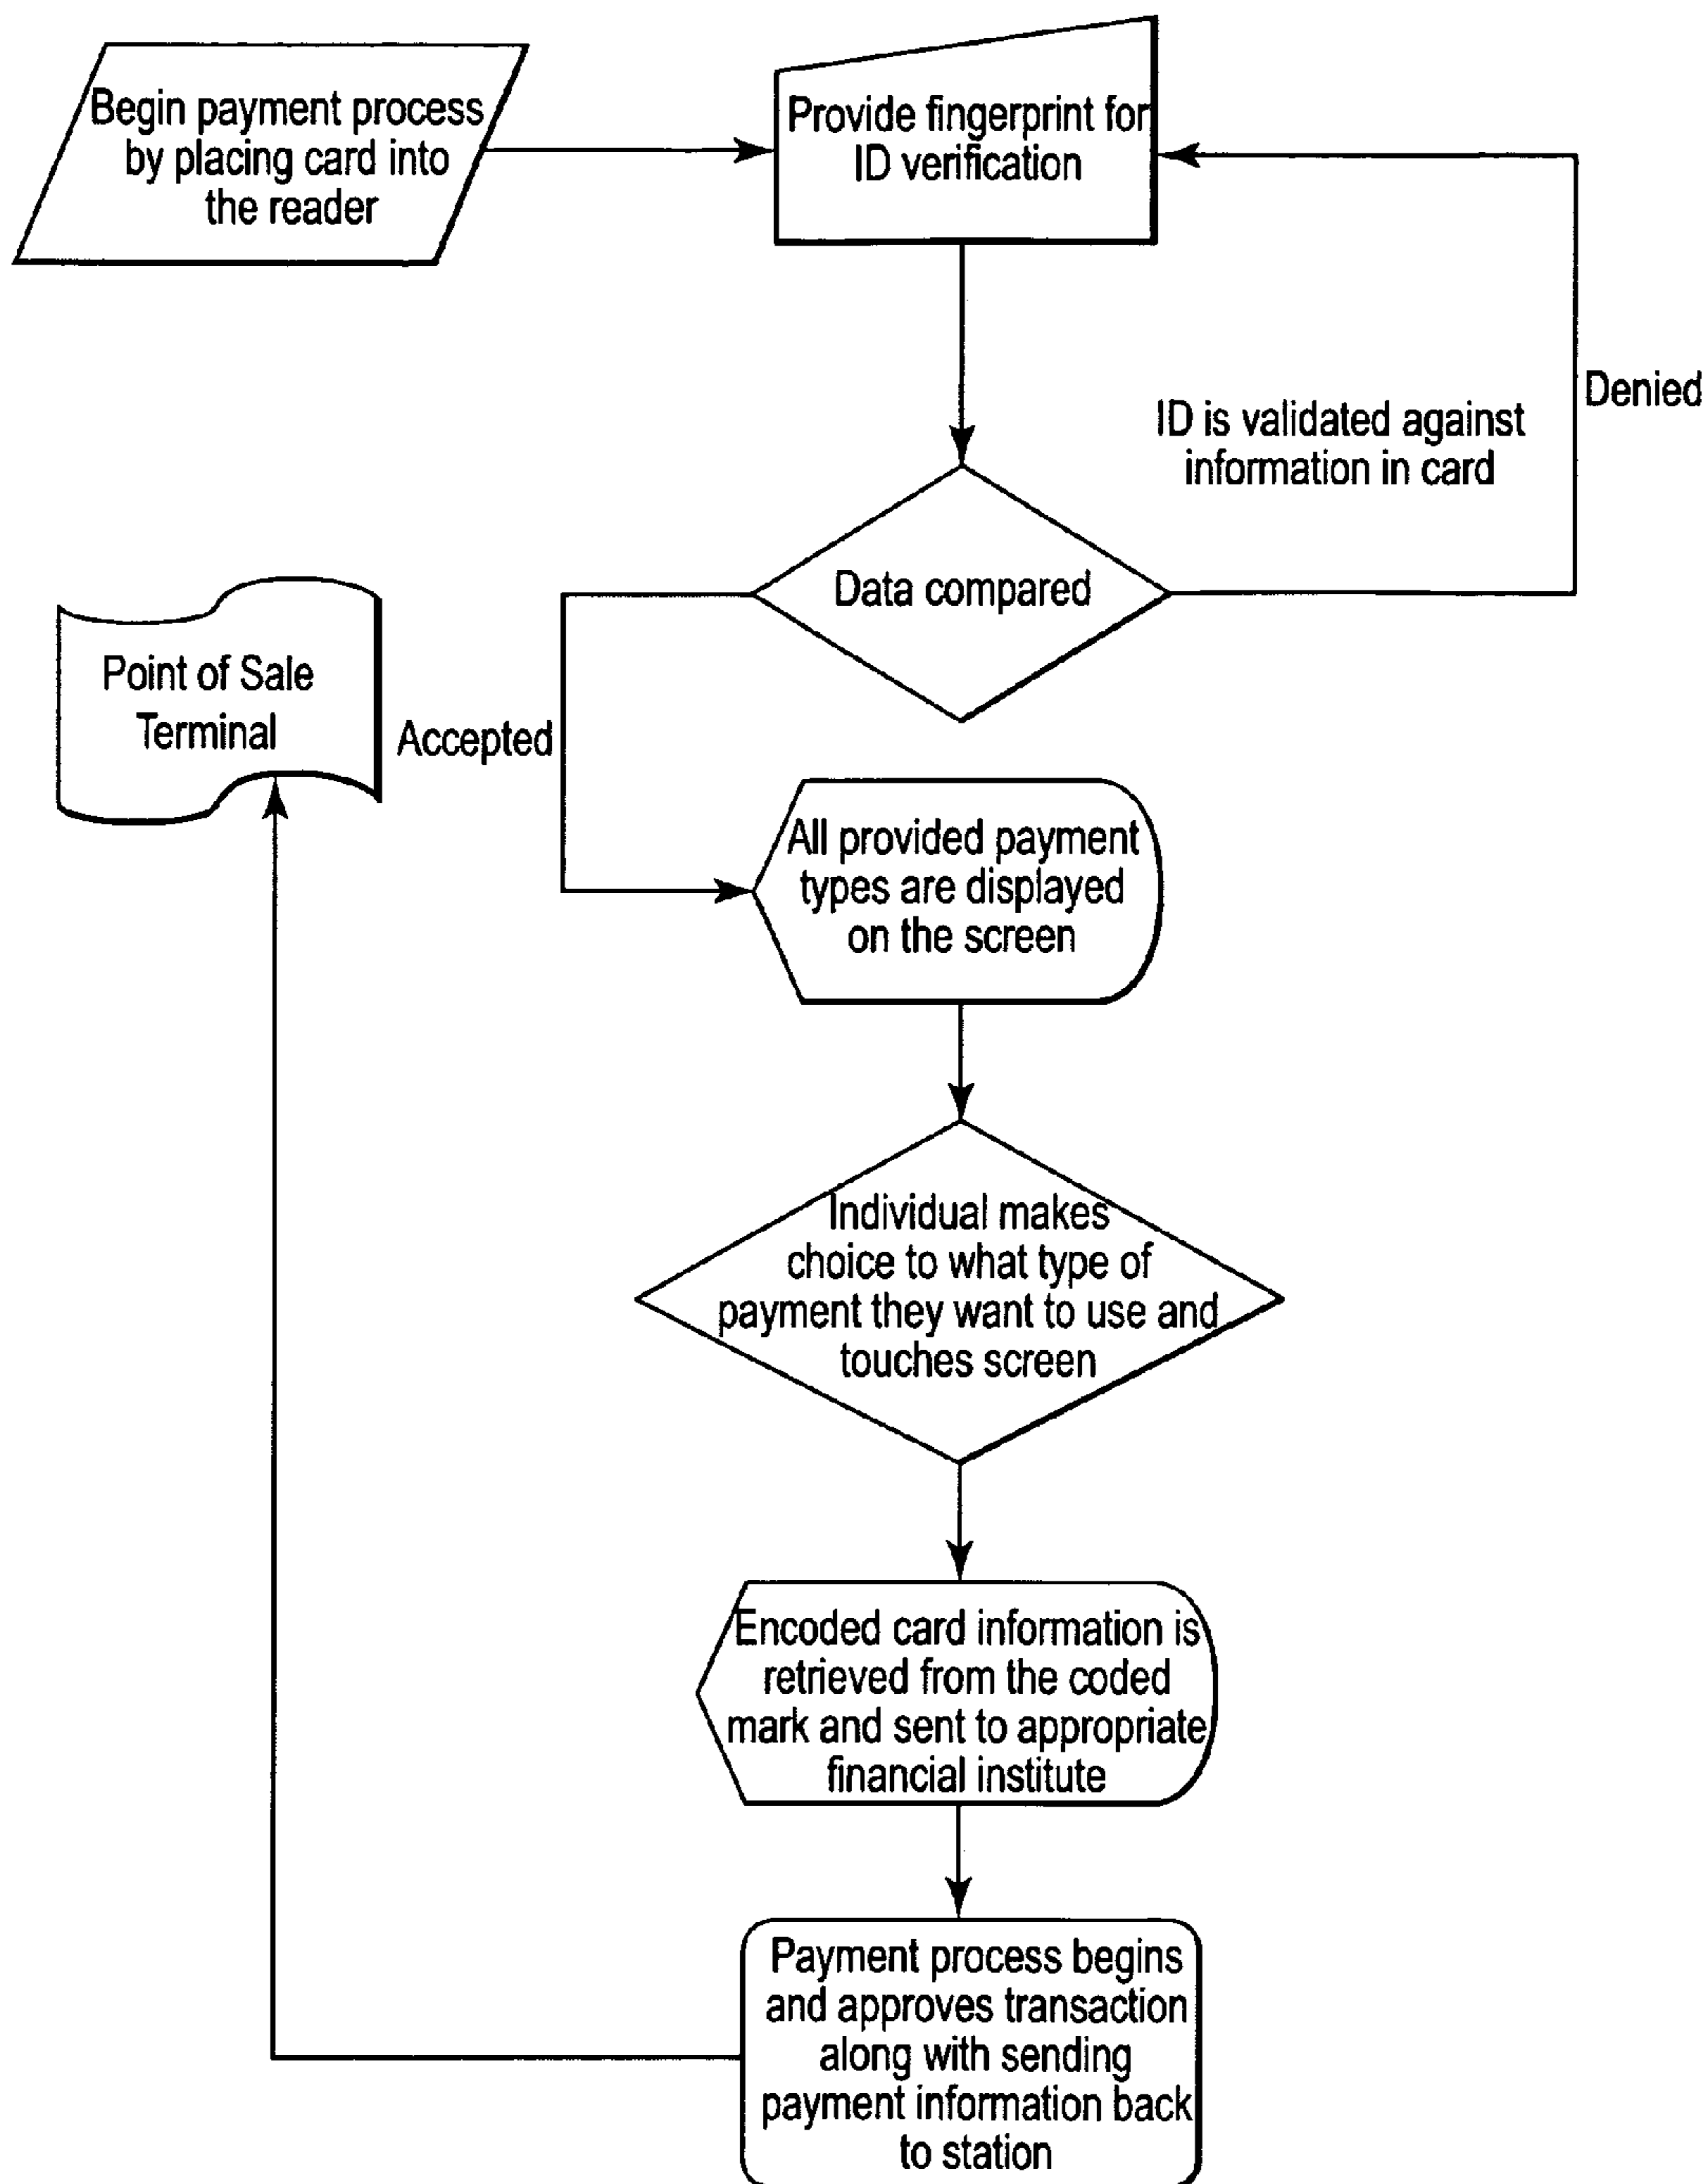 Begin payment process
by placing card into
the reader
Provide fingerprint for
ID verification
Denied
ID is validated against
information in card
Data compared
Point of Sale
Terminal
Accepted
All provided payment
types are displayed
on the screen
Individual makes
choice to what type of
payment they want to use and
touches screen
Encoded card information is
retrieved from the coded
mark and sent to appropriate
financial institute
Payment process begins
and approves transaction
along with sending
payment information back
to station